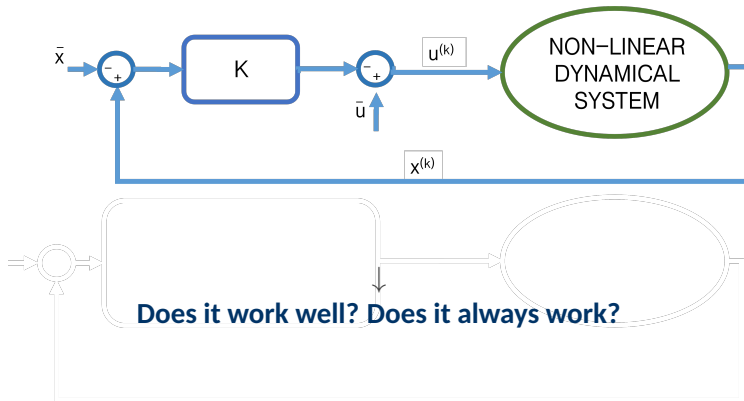 x̄
-
+
K
-
+
ū
u(k)
NON-LINEAR
DYNAMICAL
SYSTEM
x(k)
↓
Does it work well? Does it always work?